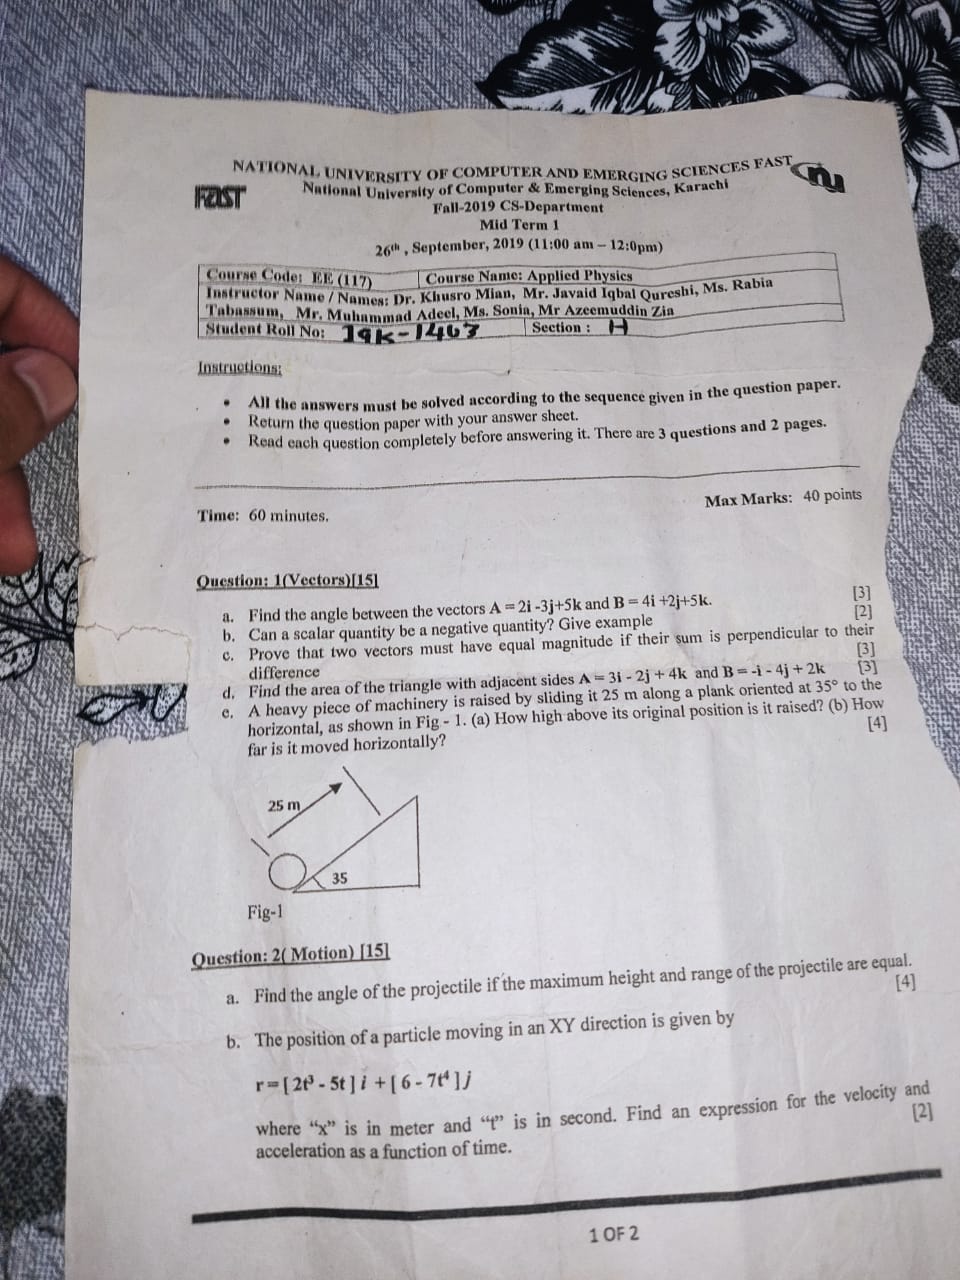 NATIONAL UNIVERSITY OF COMPUTER AND EMERGING SCIENCES FAST
FAST
nu
National University of Computer & Emerging Sciences, Karachi
Fall-2019 CS-Department
Mid Term 1
26th , September, 2019 (11:00 am – 12:0pm)
Course Code: EE (117) Course Name: Applied Physics
Instructor Name / Names: Dr. Khusro Mian, Mr. Javaid Iqbal Qureshi, Ms. Rabia
Tabassum, Mr. Muhammad Adeel, Ms. Sonia, Mr Azeemuddin Zia
Student Roll No: 19K-1463 Section : H
Instructions:
• All the answers must be solved according to the sequence given in the question paper.
• Return the question paper with your answer sheet.
• Read each question completely before answering it. There are 3 questions and 2 pages.
Time: 60 minutes. Max Marks: 40 points
Question: 1(Vectors)[15]
a. Find the angle between the vectors A = 2i -3j+5k and B = 4i +2j+5k. [3]
b. Can a scalar quantity be a negative quantity? Give example [2]
c. Prove that two vectors must have equal magnitude if their sum is perpendicular to their
difference [3]
d. Find the area of the triangle with adjacent sides A = 3i - 2j + 4k and B = -i - 4j + 2k [3]
e. A heavy piece of machinery is raised by sliding it 25 m along a plank oriented at 35° to the
horizontal, as shown in Fig - 1. (a) How high above its original position is it raised? (b) How
far is it moved horizontally? [4]
25 m
35
Fig-1
Question: 2( Motion) [15]
a. Find the angle of the projectile if the maximum height and range of the projectile are equal.
[4]
b. The position of a particle moving in an XY direction is given by
r = [ 2t³ - 5t ] i + [ 6 - 7t⁴ ] j
where “x” is in meter and “t” is in second. Find an expression for the velocity and
acceleration as a function of time. [2]
1 OF 2